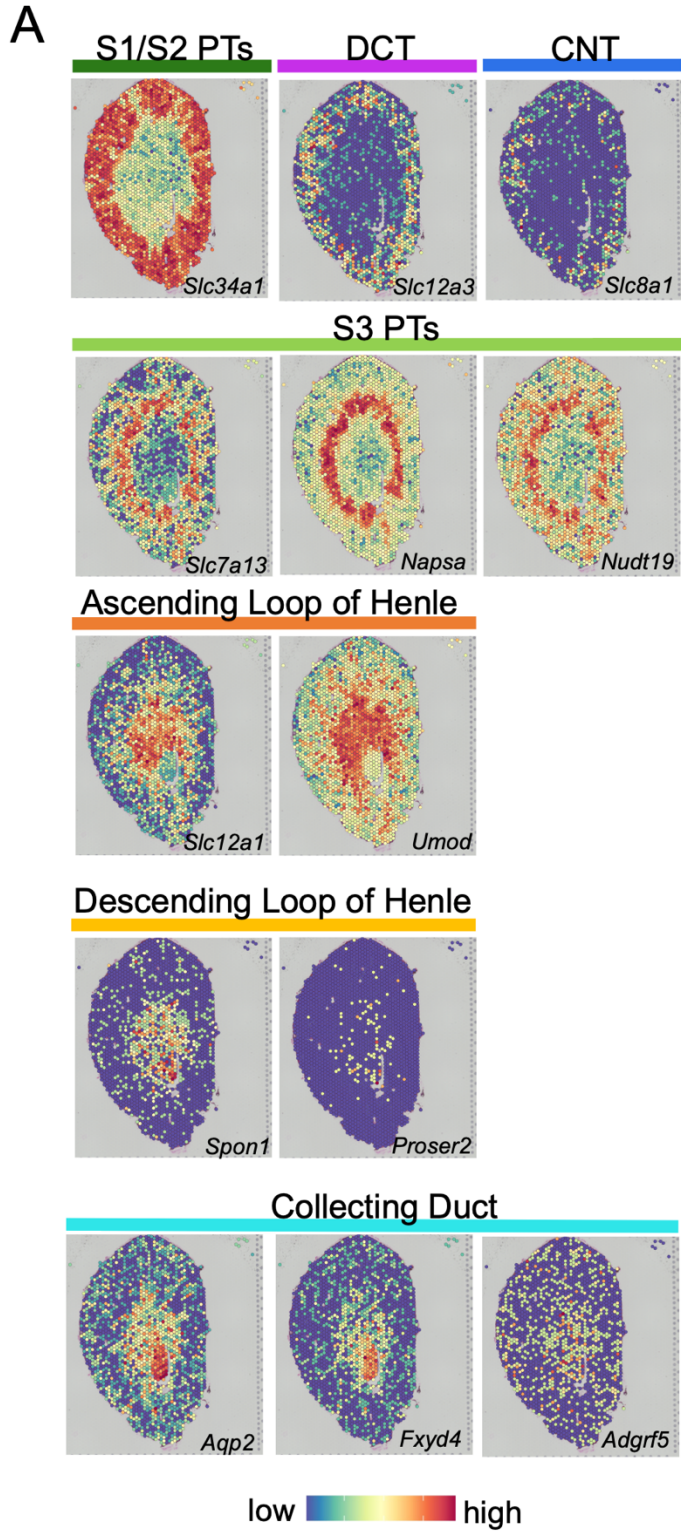 A
S1/S2 PTs DCT CNT
Slc34a1 Slc12a3 Slc8a1
S3 PTs
Slc7a13 Napsa Nudt19
Ascending Loop of Henle
Slc12a1 Umod
Descending Loop of Henle
Spon1 Proser2
Collecting Duct
Aqp2 Fxyd4 Adgrf5
low high